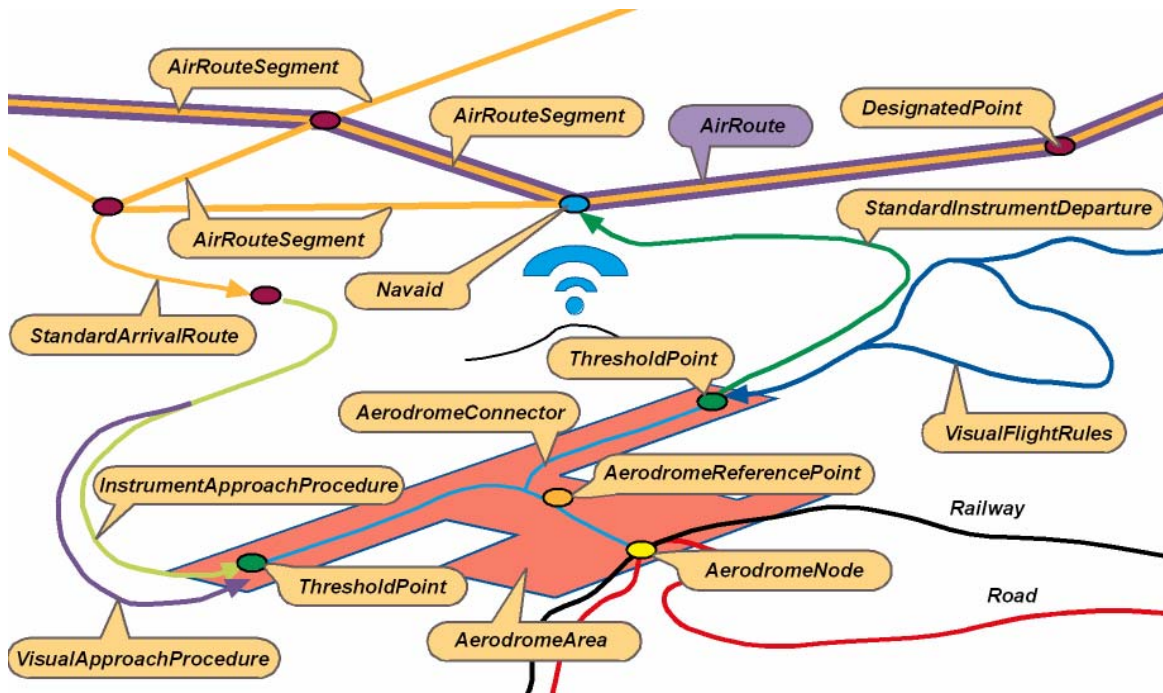 AirRouteSegment
AirRouteSegment
AirRoute
DesignatedPoint
AirRouteSegment
StandardInstrumentDeparture
Navaid
StandardArrivalRoute
ThresholdPoint
AerodromeConnector
VisualFlightRules
InstrumentApproachProcedure
AerodromeReferencePoint
Railway
ThresholdPoint
AerodromeNode
Road
AerodromeArea
VisualApproachProcedure